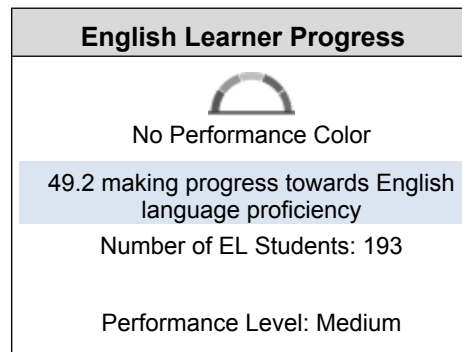 English Learner Progress
No Performance Color
49.2 making progress towards English
language proficiency
Number of EL Students: 193
Performance Level: Medium